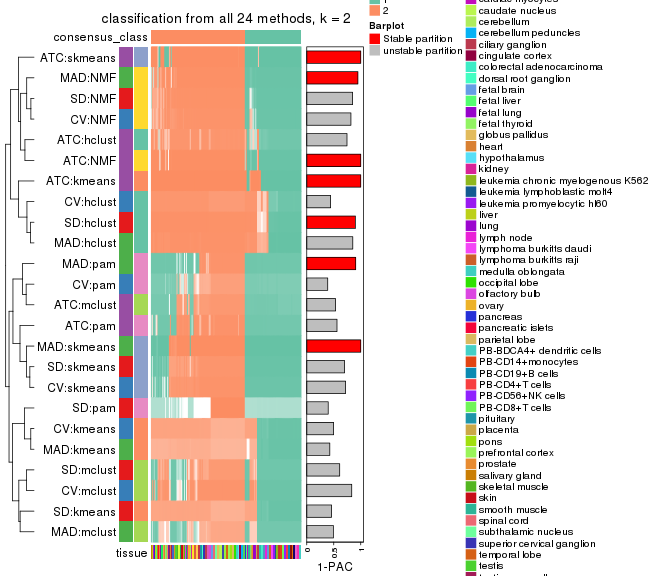 classification from all 24 methods, k = 2
consensus_class
ATC:skmeans
MAD:NMF
SD:NMF
CV:NMF
ATC:hclust
ATC:NMF
ATC:kmeans
CV:hclust
SD:hclust
MAD:hclust
MAD:pam
CV:pam
ATC:mclust
ATC:pam
MAD:skmeans
SD:skmeans
CV:skmeans
SD:pam
CV:kmeans
MAD:kmeans
SD:mclust
CV:mclust
SD:kmeans
MAD:mclust
tissue
0
0.5
1
1-PAC
2
Barplot
Stable partition
unstable partition
caudate nucleus
cerebellum
cerebellum peduncles
ciliary ganglion
cingulate cortex
colorectal adenocarcinoma
dorsal root ganglion
fetal brain
fetal liver
fetal lung
fetal thyroid
globus pallidus
heart
hypothalamus
kidney
leukemia chronic myelogenous K562
leukemia lymphoblastic molt4
leukemia promyelocytic hl60
liver
lung
lymph node
lymphoma burkitts daudi
lymphoma burkitts raji
medulla oblongata
occipital lobe
olfactory bulb
ovary
pancreas
pancreatic islets
parietal lobe
PB-BDCA4+ dendritic cells
PB-CD14+monocytes
PB-CD19+B cells
PB-CD4+T cells
PB-CD56+NK cells
PB-CD8+T cells
pituitary
placenta
pons
prefrontal cortex
prostate
salivary gland
skeletal muscle
skin
smooth muscle
spinal cord
subthalamic nucleus
superior cervical ganglion
temporal lobe
testis